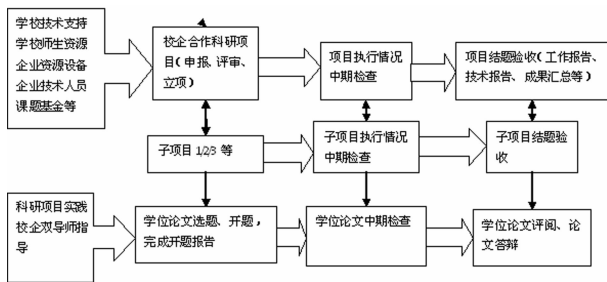 学校技术支持
学校师生资源
企业资源设备
企业技术人员
课题基金等
校企合作科研项
目（申报、评审、
立项）
项目执行情况
中期检查
项目结题验收（工作报告、
技术报告、成果汇总等）
子项目 1/2/3 等
子项目执行情况
中期检查
子项目结题验
收
科研项目实践
校企双导师指
导
学位论文选题、开题，
完成开题报告
学位论文中期检查
学位论文评阅、论
文答辩